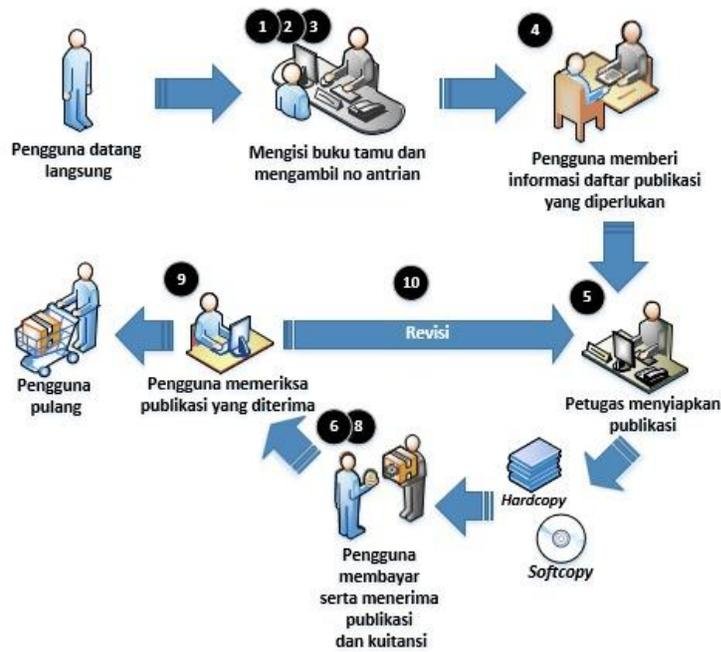 1 2 3
4
Pengguna datang
langsung
Mengisi buku tamu dan
mengambil no antrian
Pengguna memberi
informasi daftar publikasi
yang diperlukan
9
10
5
Revisi
Pengguna
pulang
Pengguna memeriksa
publikasi yang diterima
Petugas menyiapkan
publikasi
6 8
Hardcopy
Softcopy
Pengguna
membayar
serta menerima
publikasi
dan kuitansi